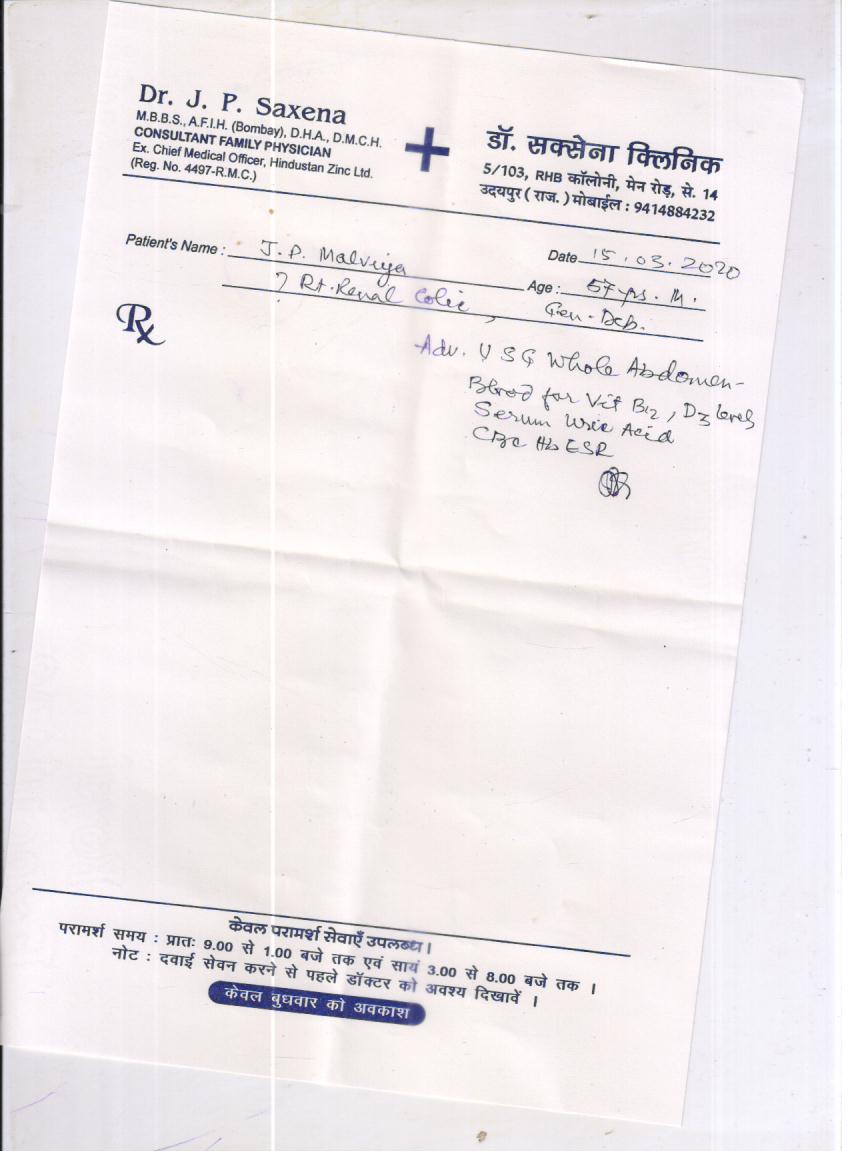 Dr. J. P. Saxena
M.B.B.S., A.F.I.H. (Bombay), D.H.A., D.M.C.H.
CONSULTANT FAMILY PHYSICIAN
Ex. Chief Medical Officer, Hindustan Zinc Ltd.
(Reg. No. 4497-R.M.C.)
डॉ. सक्सेना क्लिनिक
5/103, RHB कॉलोनी, मेन रोड़, से. 14
उदयपुर ( राज. ) मोबाईल : 9414884232
Patient's Name : J. P. Malviya
Date 15.03.2020
? Rt. Renal Colic,
Age : 57 yrs. M.
Gen. Deb.
Rx
Adv. USG Whole Abdomen-
Blood for Vit B12, D3 levels
Serum Uric Acid
CBC Hb ESR
केवल परामर्श सेवाएँ उपलब्ध।
परामर्श समय : प्रातः 9.00 से 1.00 बजे तक एवं सायं 3.00 से 8.00 बजे तक ।
नोट : दवाई सेवन करने से पहले डॉक्टर को अवश्य दिखावें ।
केवल बुधवार को अवकाश